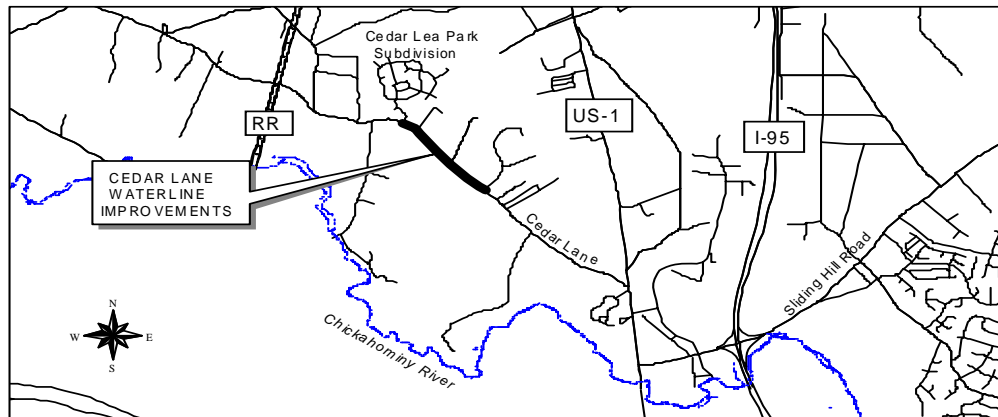 Cedar Lea Park
Subdivision
RR
US-1
I-95
CEDAR LANE
WATERLINE
IMPROVEMENTS
Cedar Lane
Sliding Hill Road
Chickahominy River
N
W
E
S